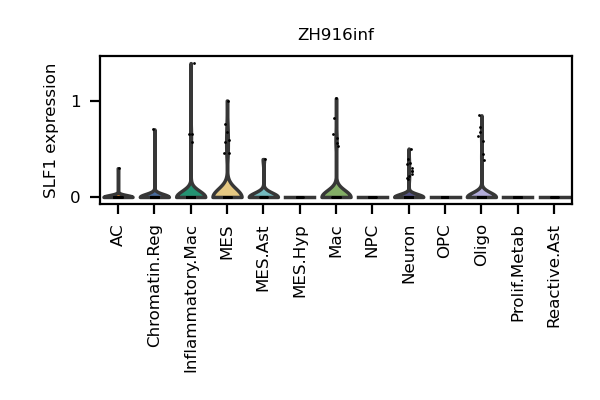 ZH916inf
SLF1 expression
1
0
AC
Chromatin.Reg
Inflammatory.Mac
MES
MES.Ast
MES.Hyp
Mac
NPC
Neuron
OPC
Oligo
Prolif.Metab
Reactive.Ast